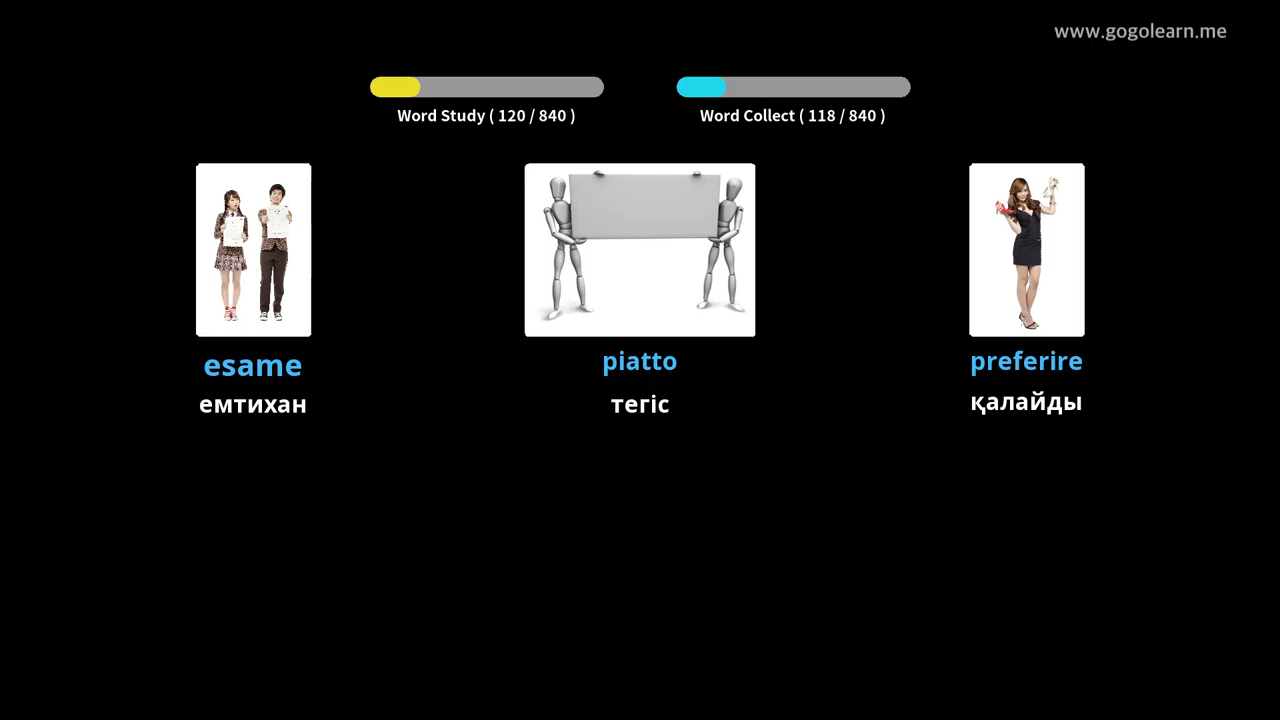 www.gogolearn.me
Word Study ( 120 / 840 )
Word Collect ( 118 / 840 )
esame
piatto
preferire
емтихан
тегіс
қалайды